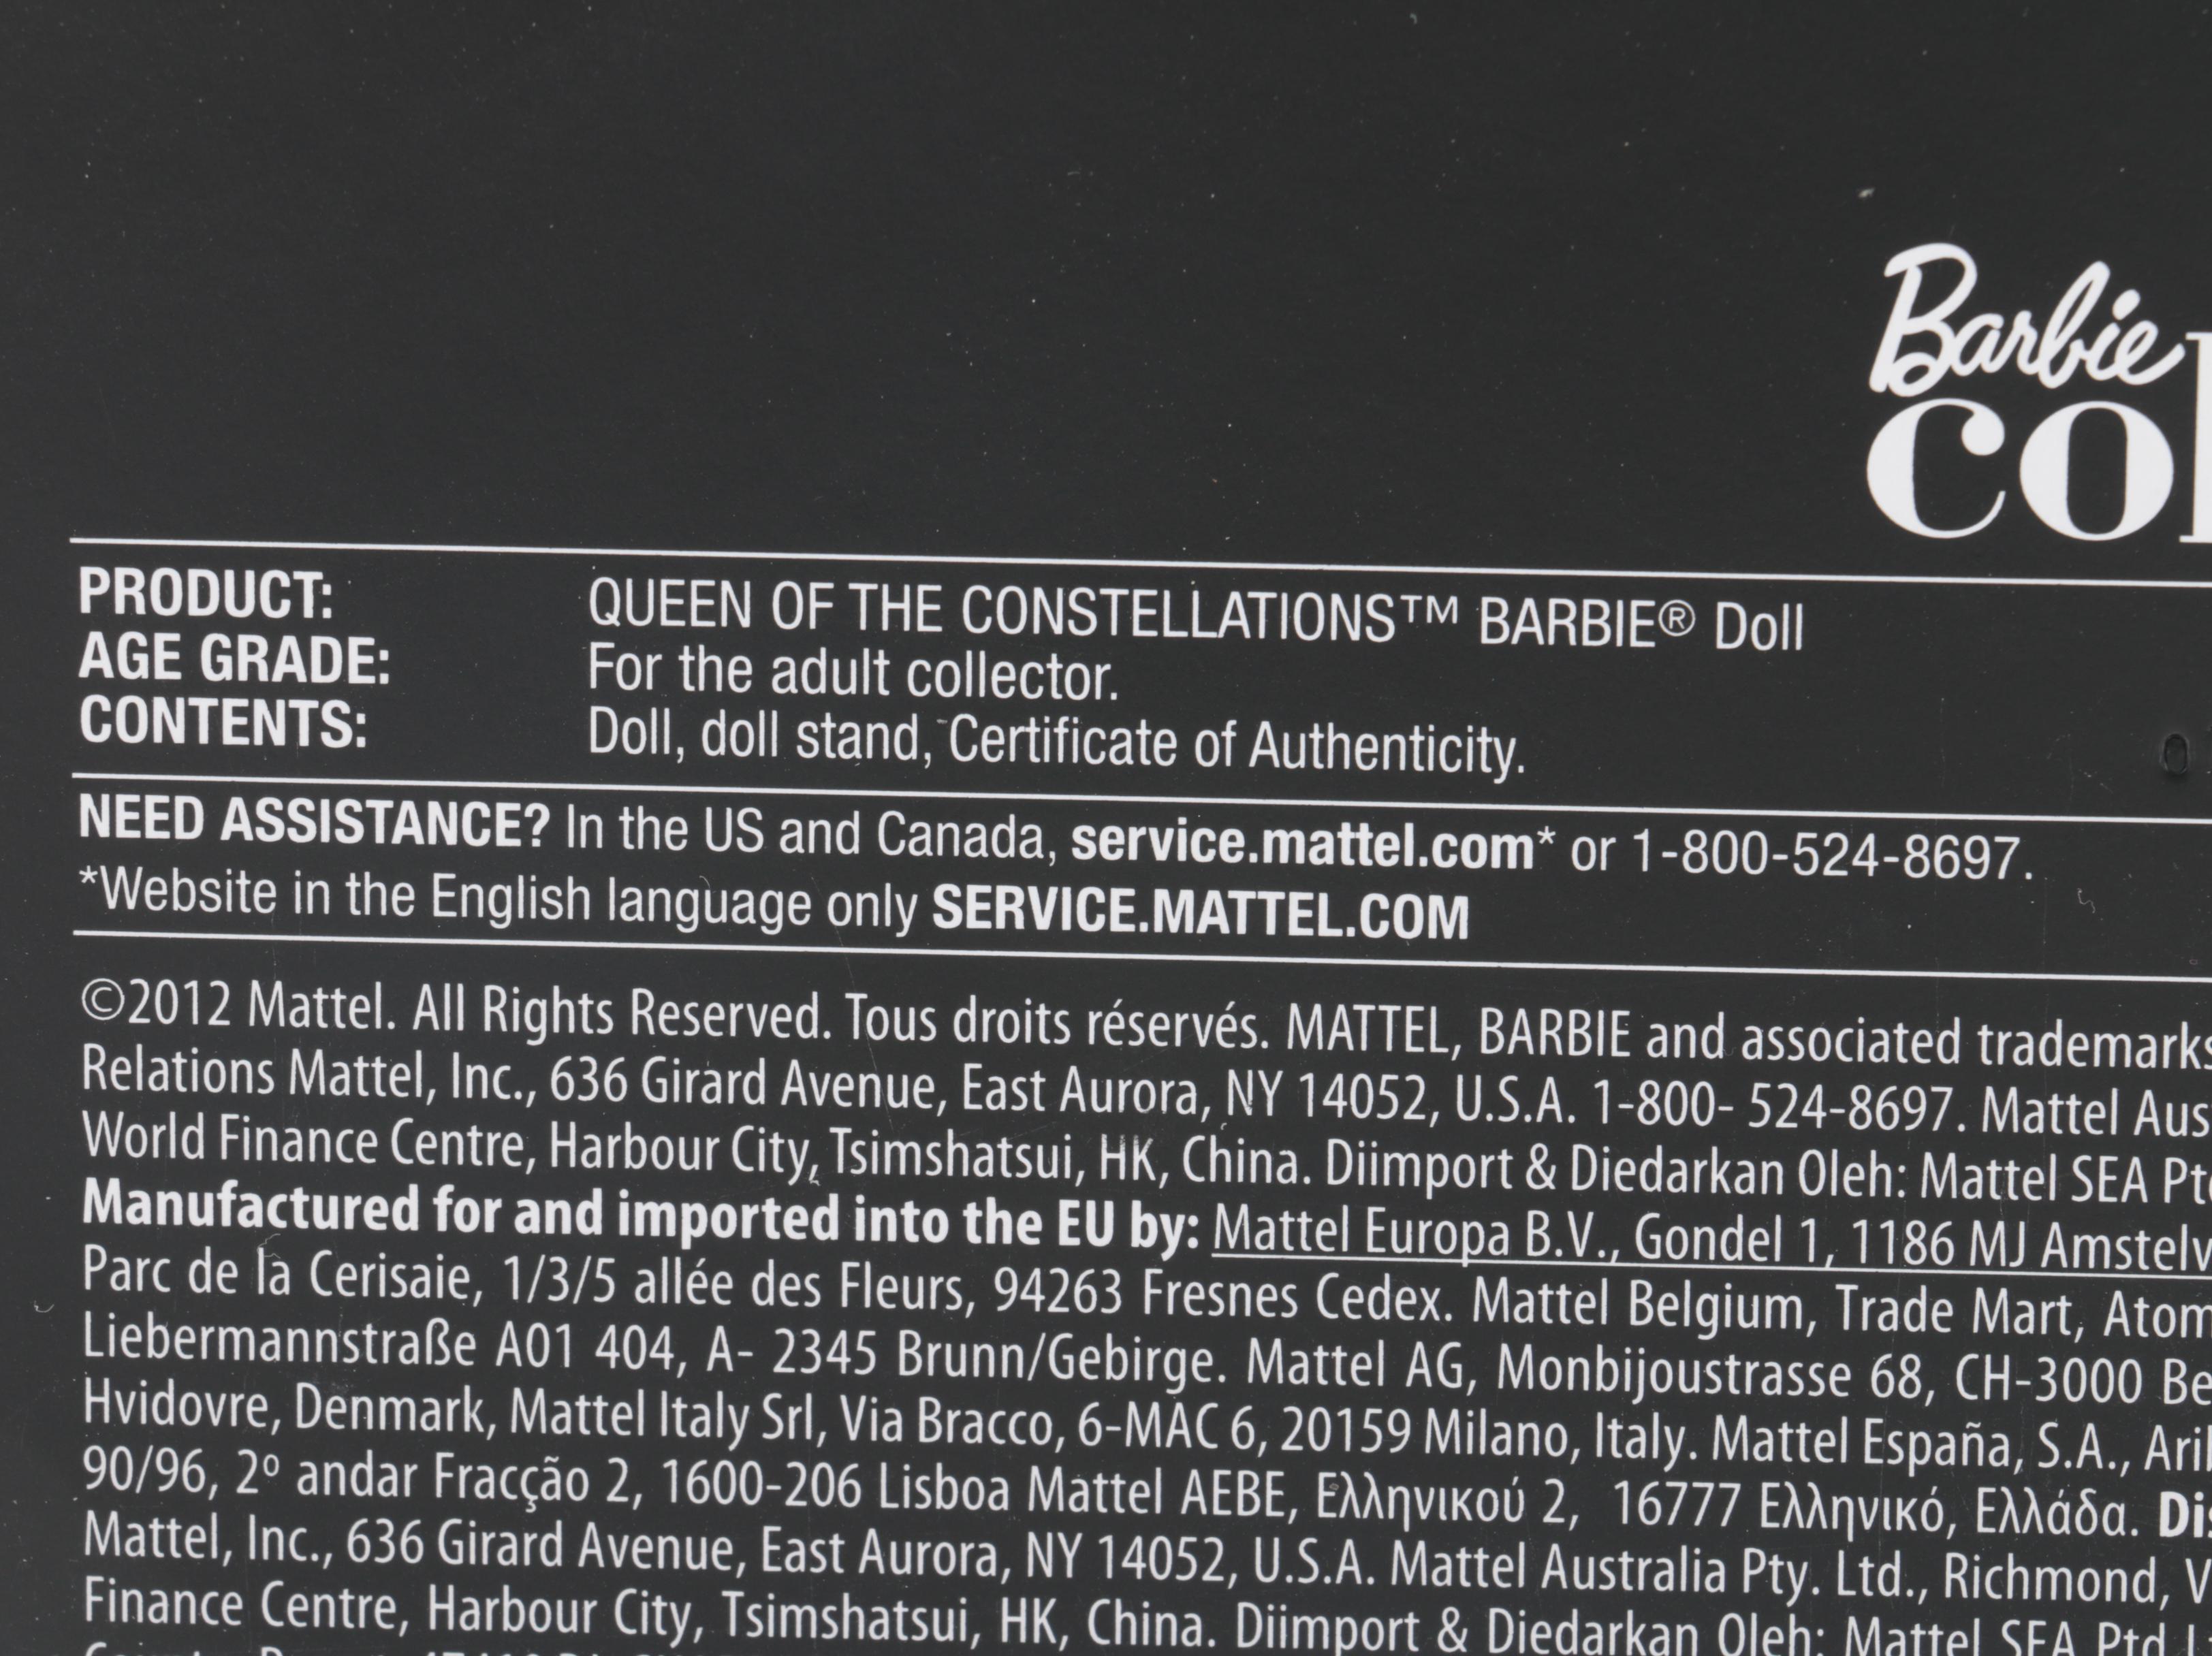 Barbie
PRODUCT: QUEEN OF THE CONSTELLATIONS™ BARBIE® Doll
AGE GRADE: For the adult collector.
CONTENTS: Doll, doll stand, Certificate of Authenticity.
NEED ASSISTANCE? In the US and Canada, service.mattel.com* or 1-800-524-8697.
*Website in the English language only SERVICE.MATTEL.COM
©2012 Mattel. All Rights Reserved. Tous droits réservés. MATTEL, BARBIE and associated trademarks
Relations Mattel, Inc., 636 Girard Avenue, East Aurora, NY 14052, U.S.A. 1-800- 524-8697. Mattel Aus
World Finance Centre, Harbour City, Tsimshatsui, HK, China. Diimport & Diedarkan Oleh: Mattel SEA
Manufactured for and imported into the EU by: Mattel Europa B.V., Gondel 1, 1186 MJ Amstelv
Parc de la Cerisaie, 1/3/5 allée des Fleurs, 94263 Fresnes Cedex. Mattel Belgium, Trade Mart, Atom
Liebermannstraße A01 404, A- 2345 Brunn/Gebirge. Mattel AG, Monbijoustrasse 68, CH-3000 Be
Hvidovre, Denmark, Mattel Italy Srl, Via Bracco, 6-MAC 6, 20159 Milano, Italy. Mattel España, S.A.,
90/96, 2º andar Fracção 2, 1600-206 Lisboa Mattel AEBE, Ελληνικού 2, 16777 Ελληνικό, Ελλάδα.
Mattel, Inc., 636 Girard Avenue, East Aurora, NY 14052, U.S.A. Mattel Australia Pty. Ltd., Richmond,
Finance Centre, Harbour City, Tsimshatsui, HK, China. Diimport & Diedarkan Oleh: Mattel SEA Ptd